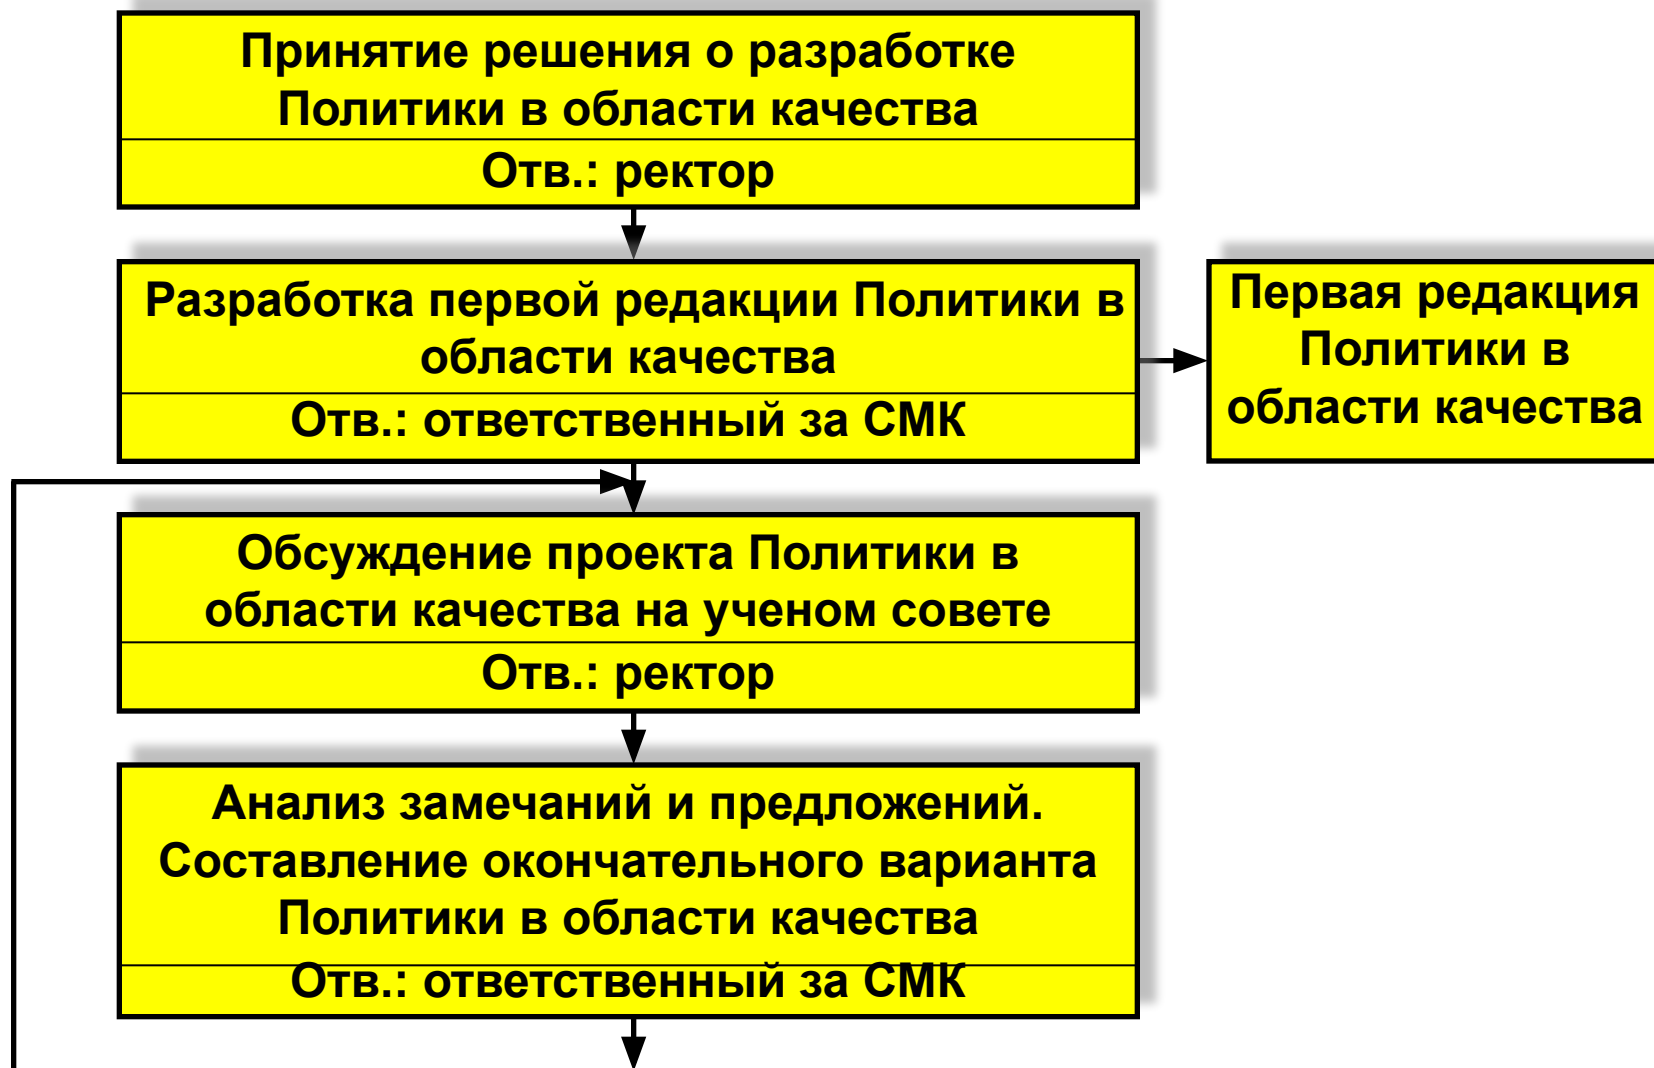 Принятие решения о разработке
Политики в области качества
Отв.: ректор
Разработка первой редакции Политики в
области качества
Отв.: ответственный за СМК
Первая редакция
Политики в
области качества
Обсуждение проекта Политики в
области качества на ученом совете
Отв.: ректор
Анализ замечаний и предложений.
Составление окончательного варианта
Политики в области качества
Отв.: ответственный за СМК